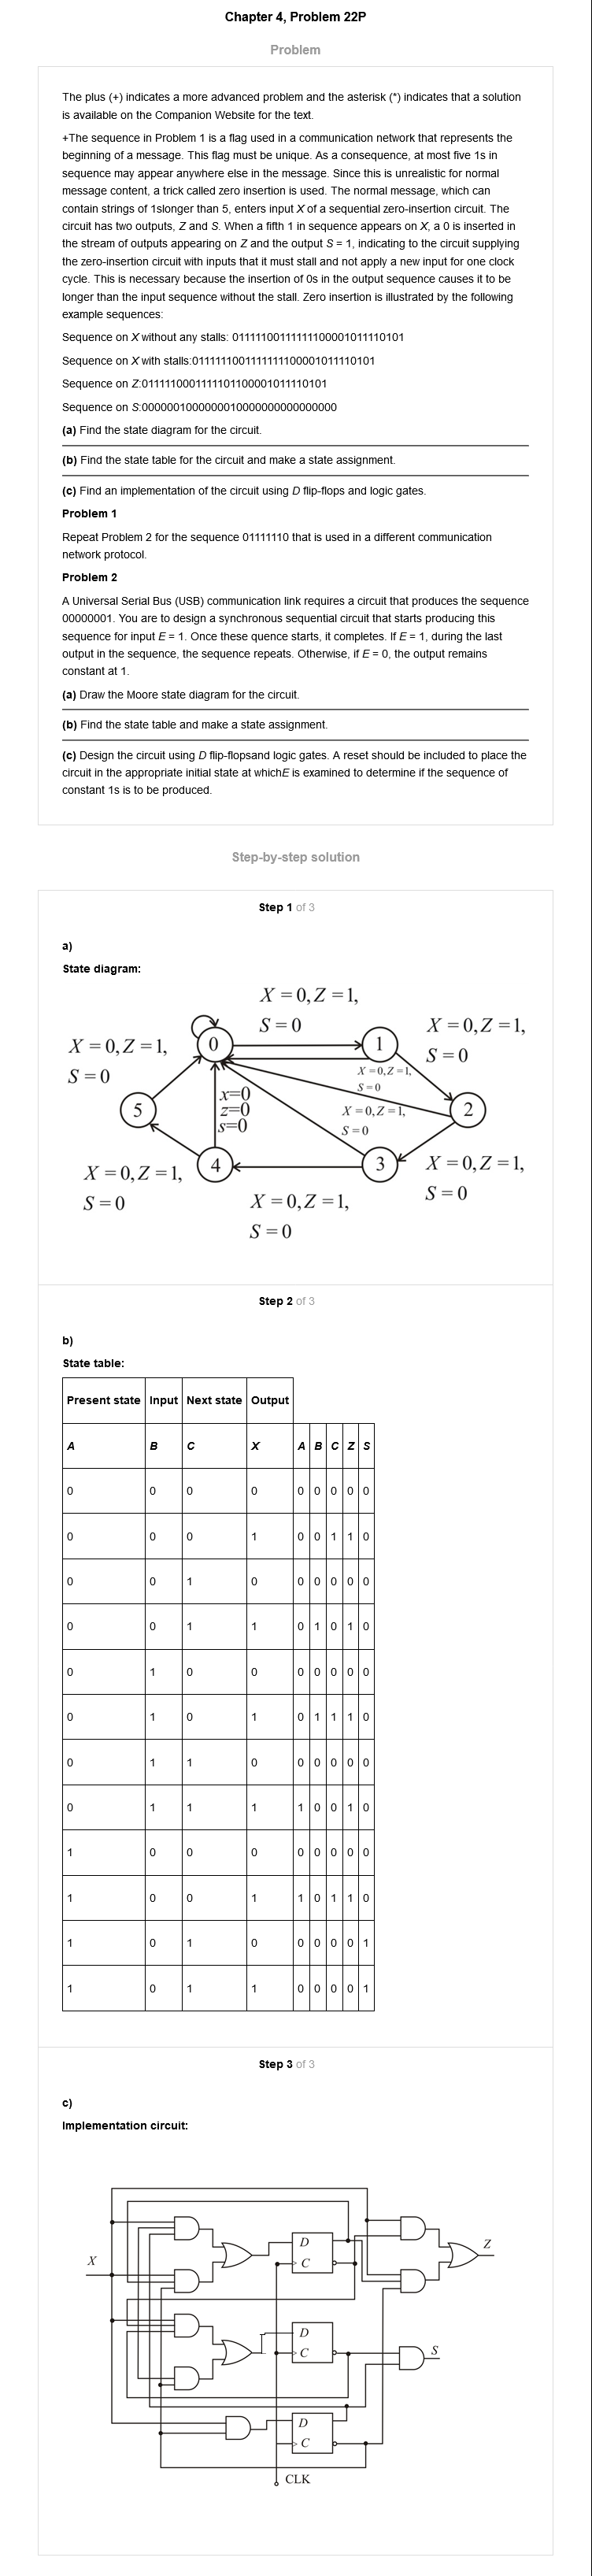 Chapter 4, Problem 22P
Problem
The plus (+) indicates a more advanced problem and the asterisk (*) indicates that a solution
is available on the Companion Website for the text.
+The sequence in Problem 1 is a flag used in a communication network that represents the
beginning of a message. This flag must be unique. As a consequence, at most five 1s in
sequence may appear anywhere else in the message. Since this is unrealistic for normal
message content, a trick called zero insertion is used. The normal message, which can
contain strings of 1slonger than 5, enters input X of a sequential zero-insertion circuit. The
circuit has two outputs, Z and S. When a fifth 1 in sequence appears on X, a 0 is inserted in
the stream of outputs appearing on Z and the output S = 1, indicating to the circuit supplying
the zero-insertion circuit with inputs that it must stall and not apply a new input for one clock
cycle. This is necessary because the insertion of 0s in the output sequence causes it to be
longer than the input sequence without the stall. Zero insertion is illustrated by the following
example sequences:
Sequence on X without any stalls: 01111100111111100001011110101
Sequence on X with stalls:0111111001111111100001011110101
Sequence on Z:0111110001111101100001011110101
Sequence on S:0000001000000010000000000000000
(a) Find the state diagram for the circuit.
(b) Find the state table for the circuit and make a state assignment.
(c) Find an implementation of the circuit using D flip-flops and logic gates.
Problem 1
Repeat Problem 2 for the sequence 01111110 that is used in a different communication
network protocol.
Problem 2
A Universal Serial Bus (USB) communication link requires a circuit that produces the sequence
00000001. You are to design a synchronous sequential circuit that starts producing this
sequence for input E = 1. Once these quence starts, it completes. If E = 1, during the last
output in the sequence, the sequence repeats. Otherwise, if E = 0, the output remains
constant at 1.
(a) Draw the Moore state diagram for the circuit.
(b) Find the state table and make a state assignment.
(c) Design the circuit using D flip-flopsand logic gates. A reset should be included to place the
circuit in the appropriate initial state at whichE is examined to determine if the sequence of
constant 1s is to be produced.
Step-by-step solution
Step 1 of 3
a)
State diagram:
X = 0, Z = 1,
S = 0
X = 0, Z = 1,
S = 0
X = 0, Z = 1,
S = 0
0
1
X = 0, Z = 1,
S = 0
x=0
z=0
s=0
X = 0, Z = 1,
S = 0
5
2
4
3
X = 0, Z = 1,
S = 0
X = 0, Z = 1,
S = 0
X = 0, Z = 1,
S = 0
Step 2 of 3
b)
State table:
Present state Input Next state Output
A B C X A B C Z S
0 0 0 0 0 0 0 0 0
0 0 0 1 0 0 1 1 0
0 0 1 0 0 0 0 0 0
0 0 1 1 0 1 0 1 0
0 1 0 0 0 0 0 0 0
0 1 0 1 0 1 1 1 0
0 1 1 0 0 0 0 0 0
0 1 1 1 1 0 0 1 0
1 0 0 0 0 0 0 0 0
1 0 0 1 1 0 1 1 0
1 0 1 0 0 0 0 0 1
1 0 1 1 0 0 0 0 1
Step 3 of 3
c)
Implementation circuit:
X
D
C
Z
D
C
S
D
C
CLK